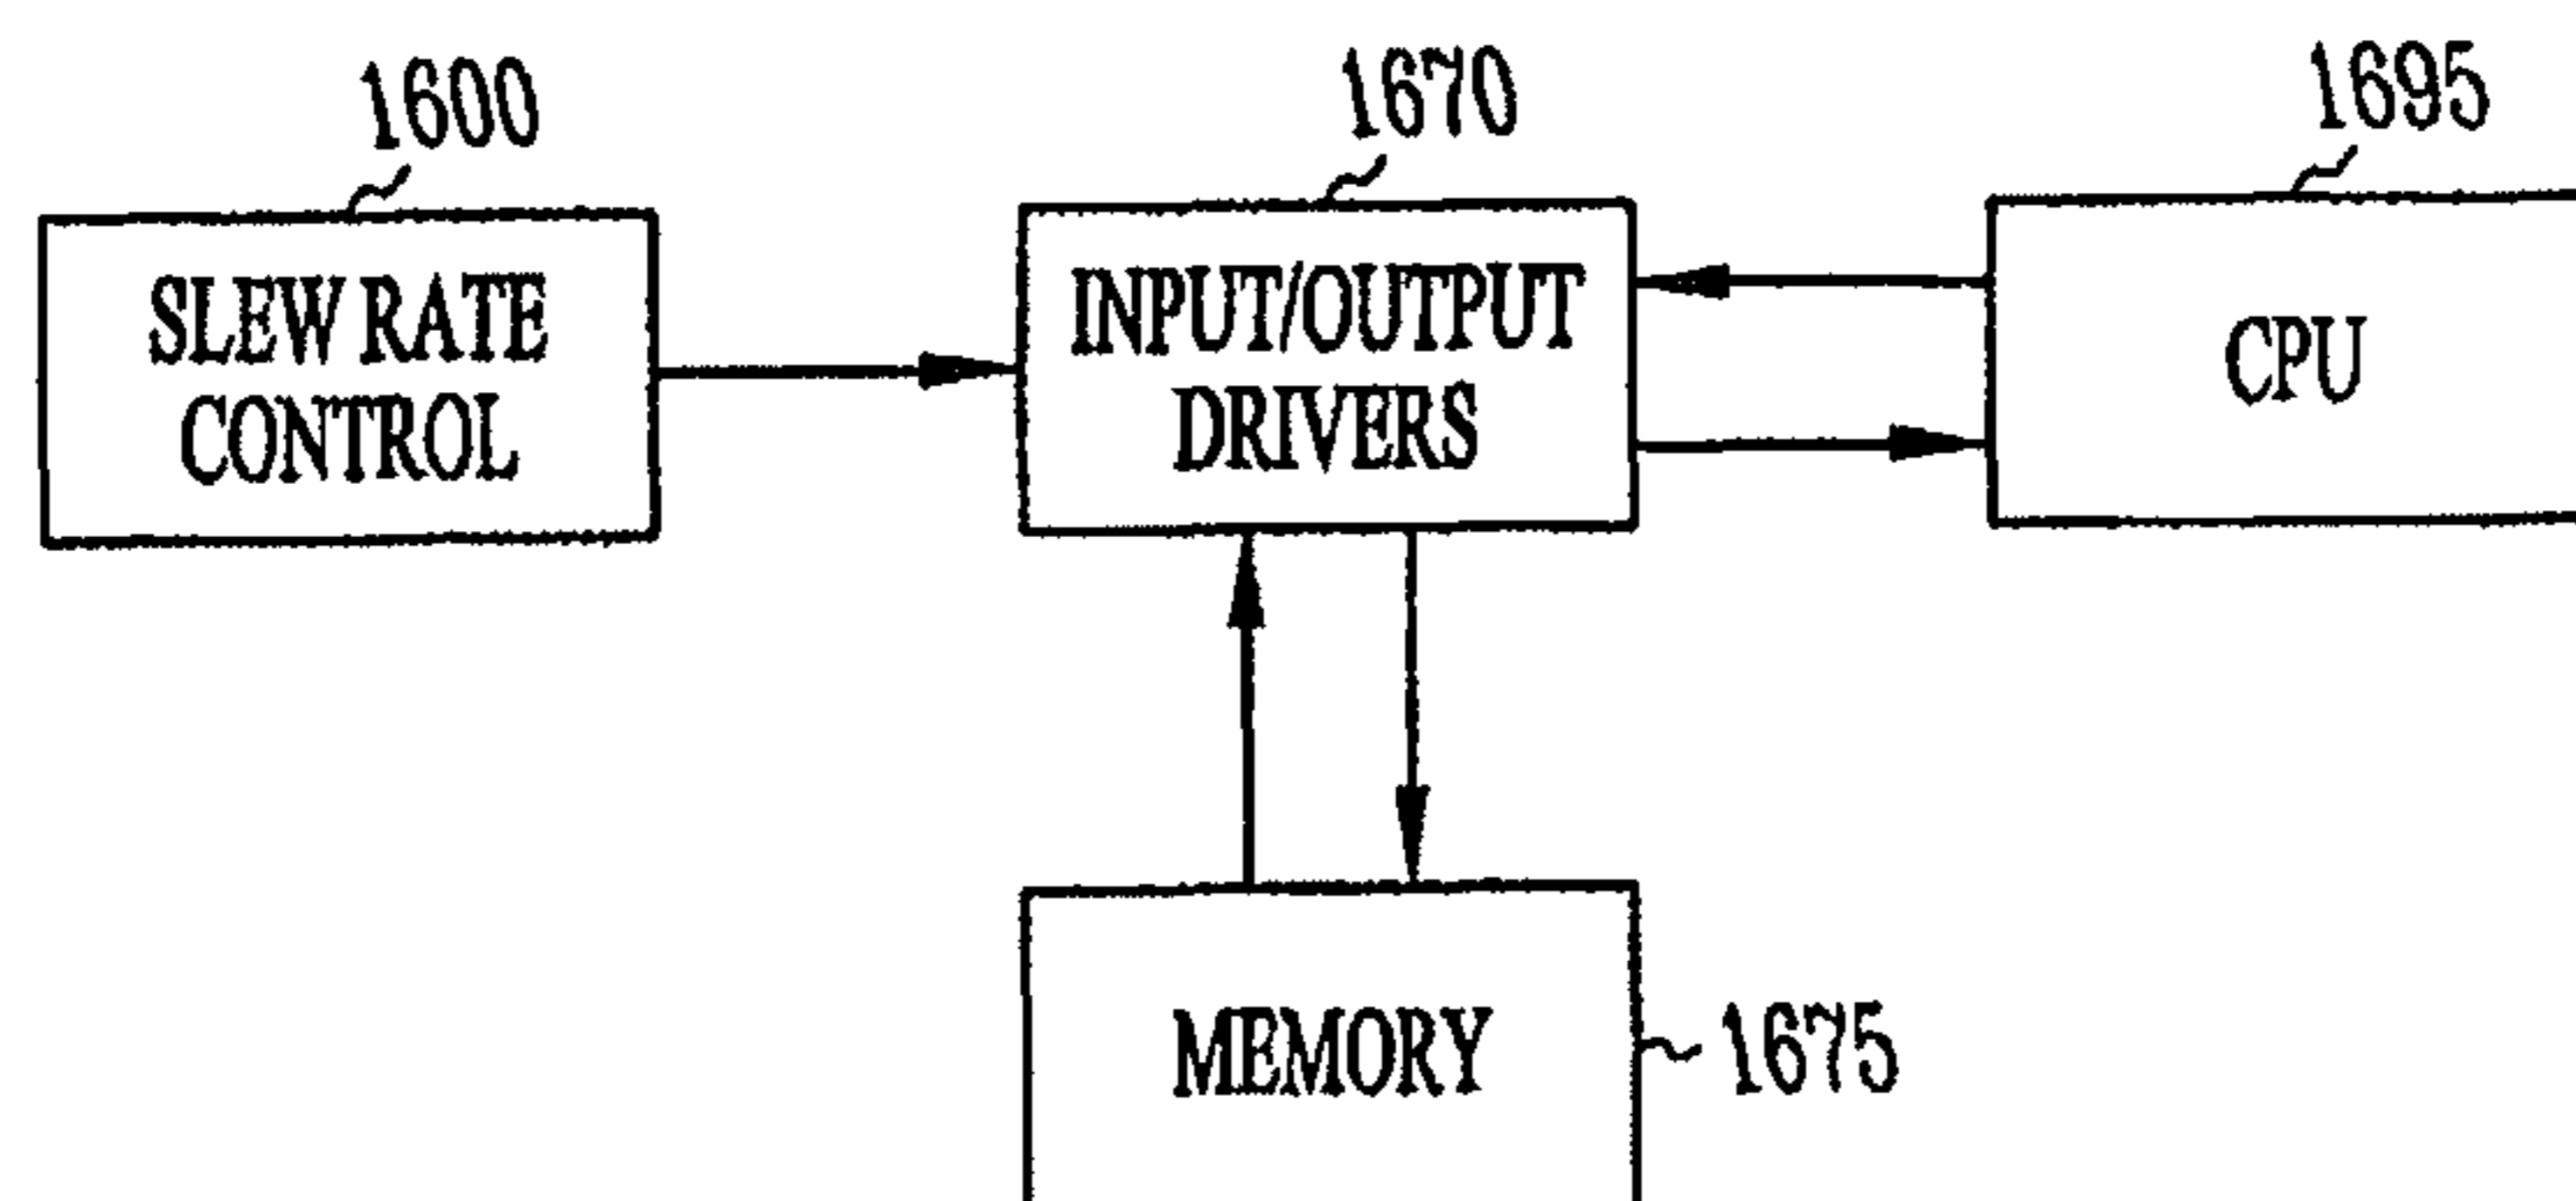 1600
1670
1695
SLEW RATE
CONTROL
INPUT/OUTPUT
DRIVERS
CPU
MEMORY
1675